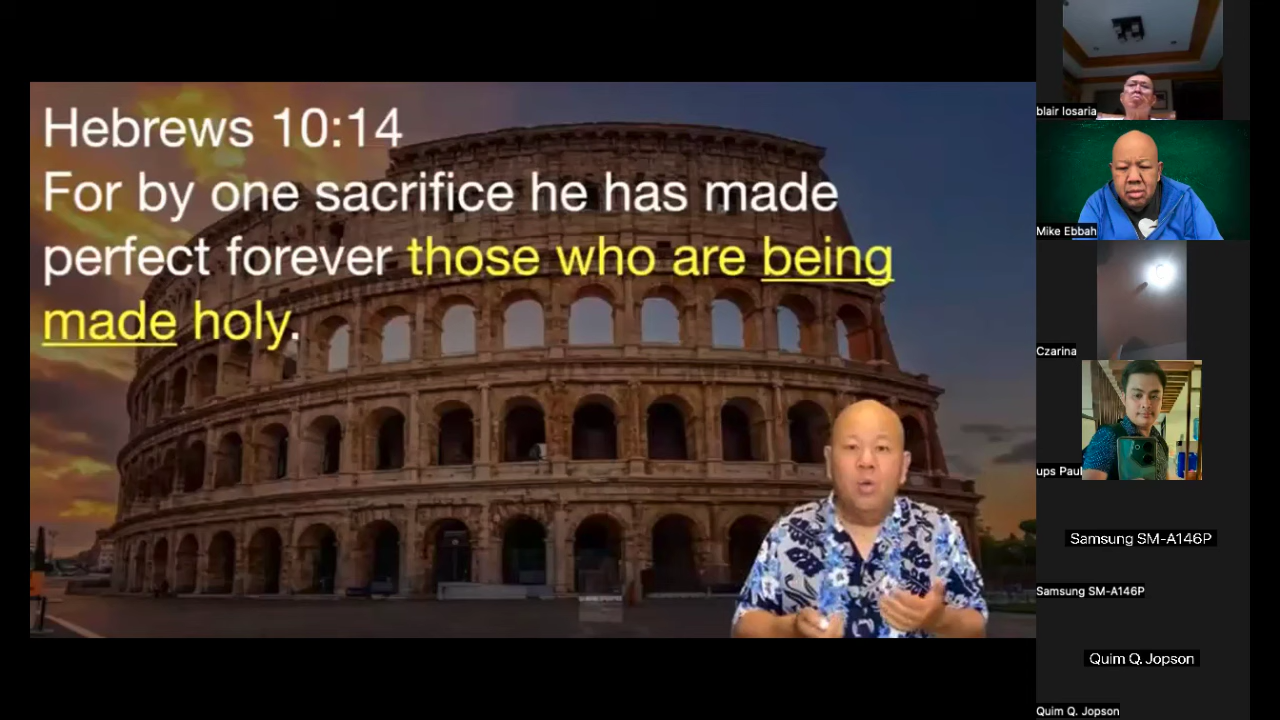 Hebrews 10:14
For by one sacrifice he has made
perfect forever those who are being
made holy.
blair losaria
Mike Ebbah
Czarina
ups Paul
Samsung SM-A146P
Samsung SM-A146P
Quim Q. Jopson
Quim Q. Jopson